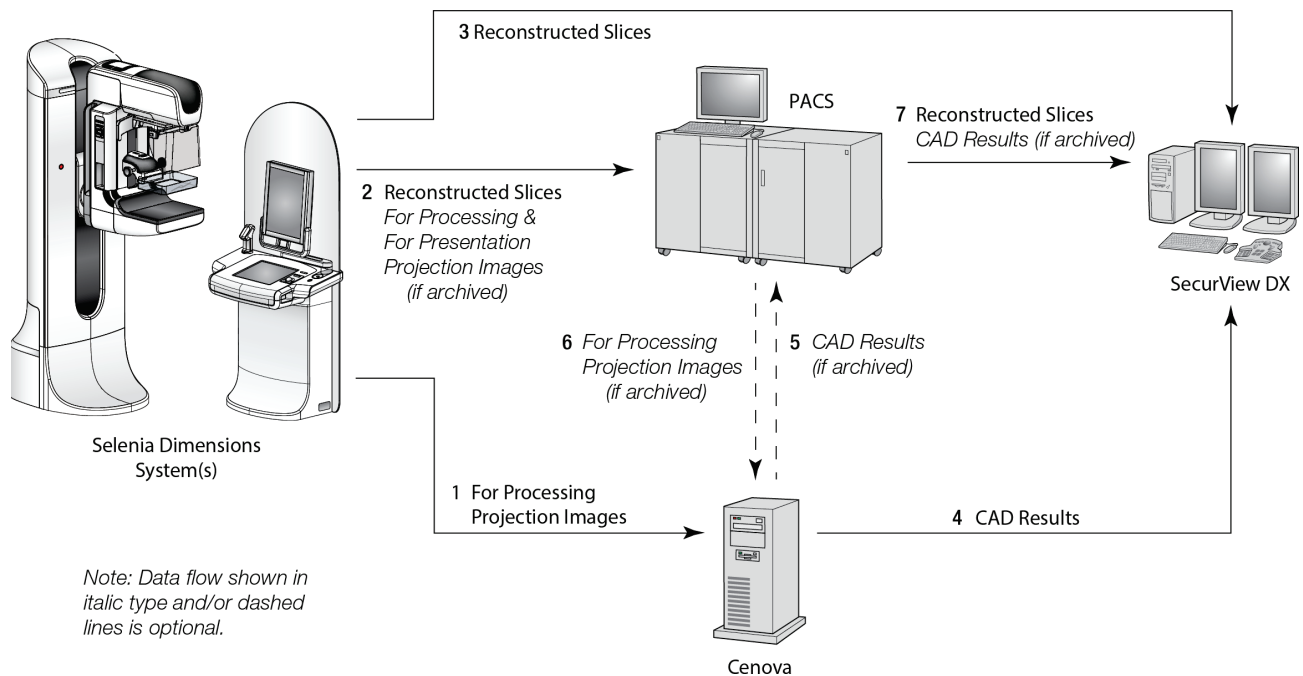 3 Reconstructed Slices
PACS
7 Reconstructed Slices
CAD Results (if archived)
2 Reconstructed Slices
For Processing &
For Presentation
Projection Images
(if archived)
SecurView DX
6 For Processing
Projection Images
(if archived)
5 CAD Results
(if archived)
Selenia Dimensions
System(s)
1 For Processing
Projection Images
4 CAD Results
Note: Data flow shown in
italic type and/or dashed
lines is optional.
Cenova